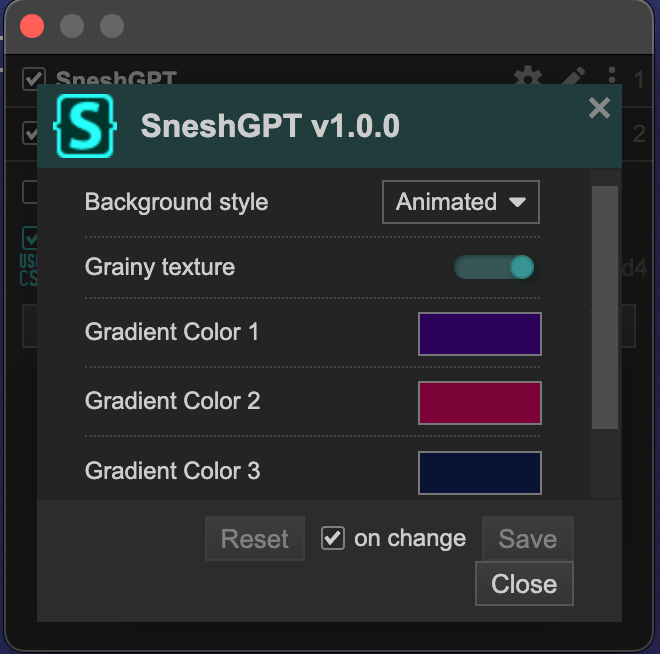 SneshGPT
1
S
SneshGPT v1.0.0
2
Background style
Animated
Grainy texture
USE
CS
d4
Gradient Color 1
Gradient Color 2
Gradient Color 3
Reset
on change
Save
Close